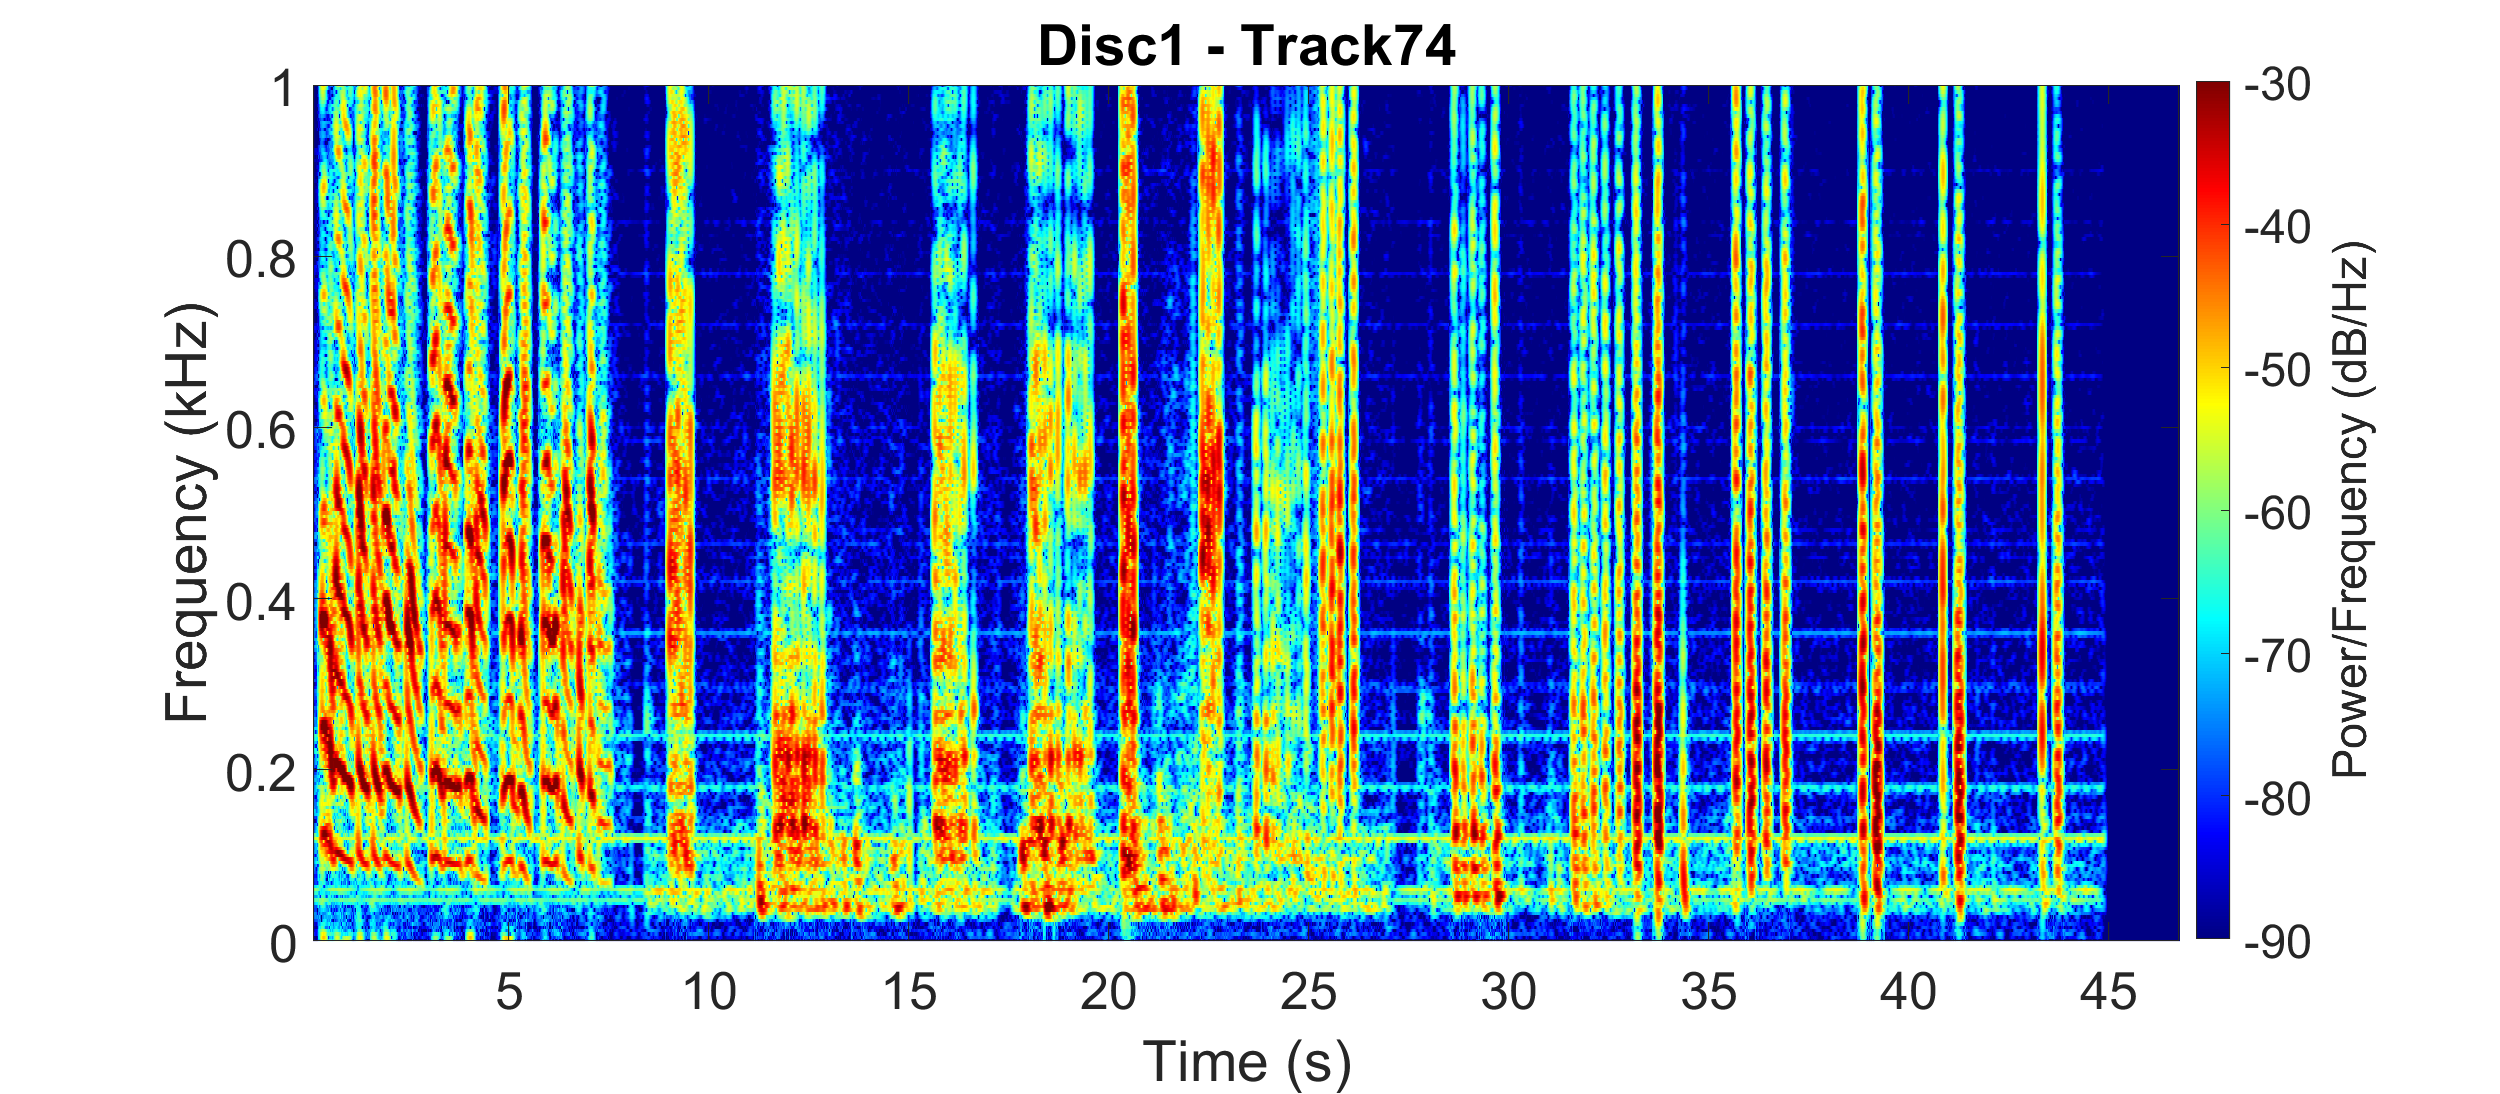 Disc1 - Track74
1
0.8
0.6
0.4
0.2
0
Frequency (kHz)
5 10 15 20 25 30 35 40 45
Time (s)
-30
-40
-50
-60
-70
-80
-90
Power/Frequency (dB/Hz)